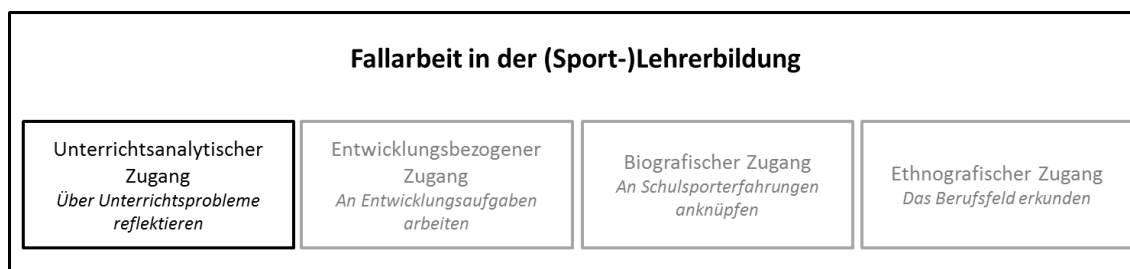 Fallarbeit in der (Sport-)Lehrerbildung
Unterrichtsanalytischer
Zugang
Über Unterrichtsprobleme
reflektieren
Entwicklungsbezogener
Zugang
An Entwicklungsaufgaben
arbeiten
Biografischer Zugang
An Schulsporterfahrungen
anknüpfen
Ethnografischer Zugang
Das Berufsfeld erkunden